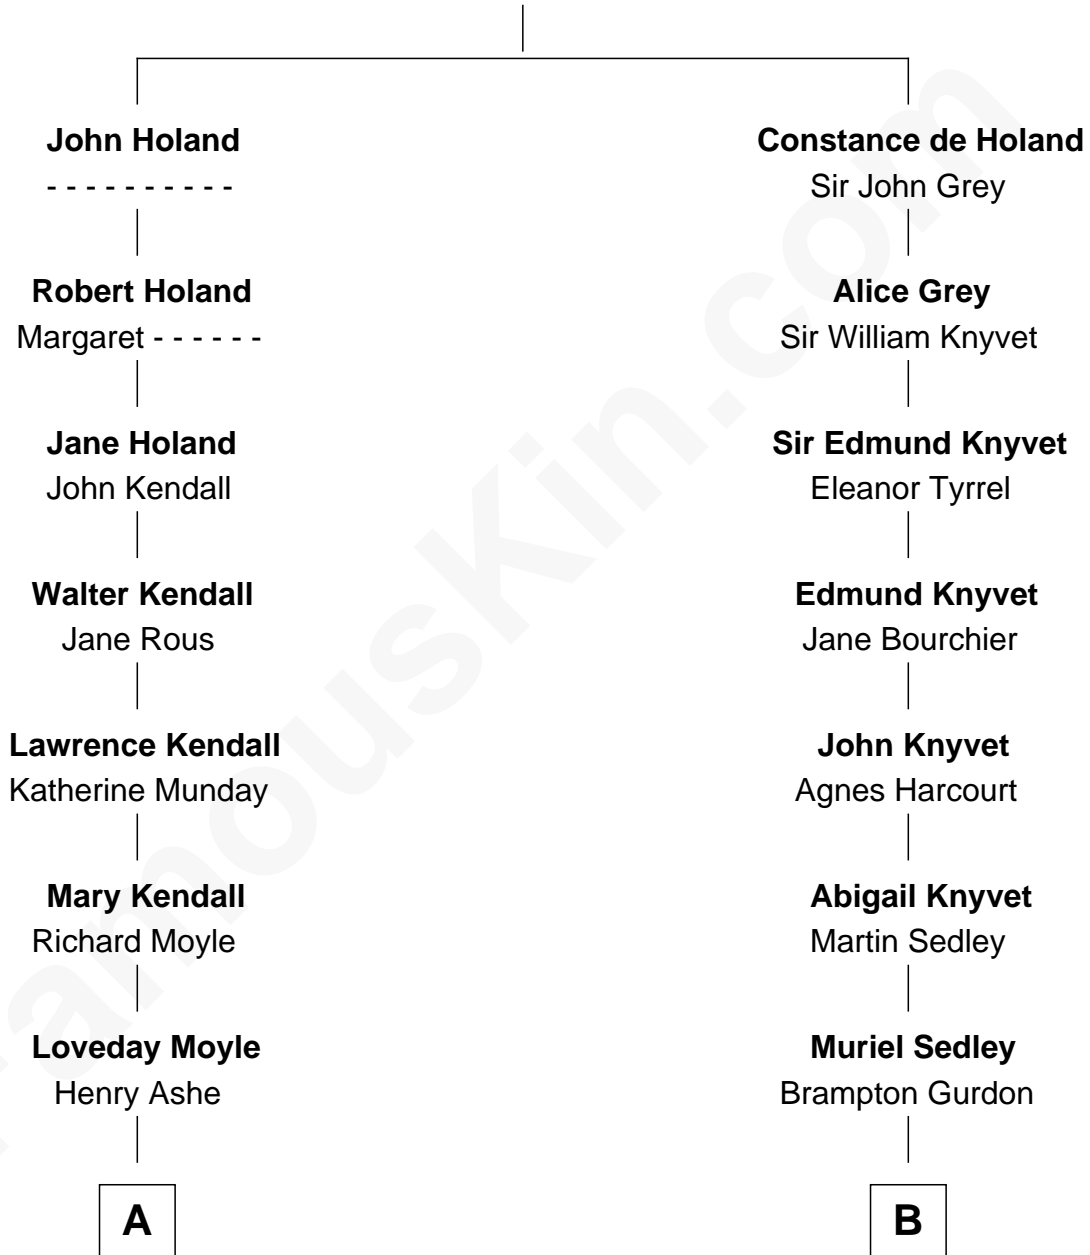 John Holand
- - - - - - - - - -
Robert Holand
Margaret - - - - - -
Jane Holand
John Kendall
Walter Kendall
Jane Rous
Lawrence Kendall
Katherine Munday
Mary Kendall
Richard Moyle
Loveday Moyle
Henry Ashe
A
Constance de Holand
Sir John Grey
Alice Grey
Sir William Knyvet
Sir Edmund Knyvet
Eleanor Tyrrel
Edmund Knyvet
Jane Bourchier
John Knyvet
Agnes Harcourt
Abigail Knyvet
Martin Sedley
Muriel Sedley
Brampton Gurdon
B
FamousKin.com